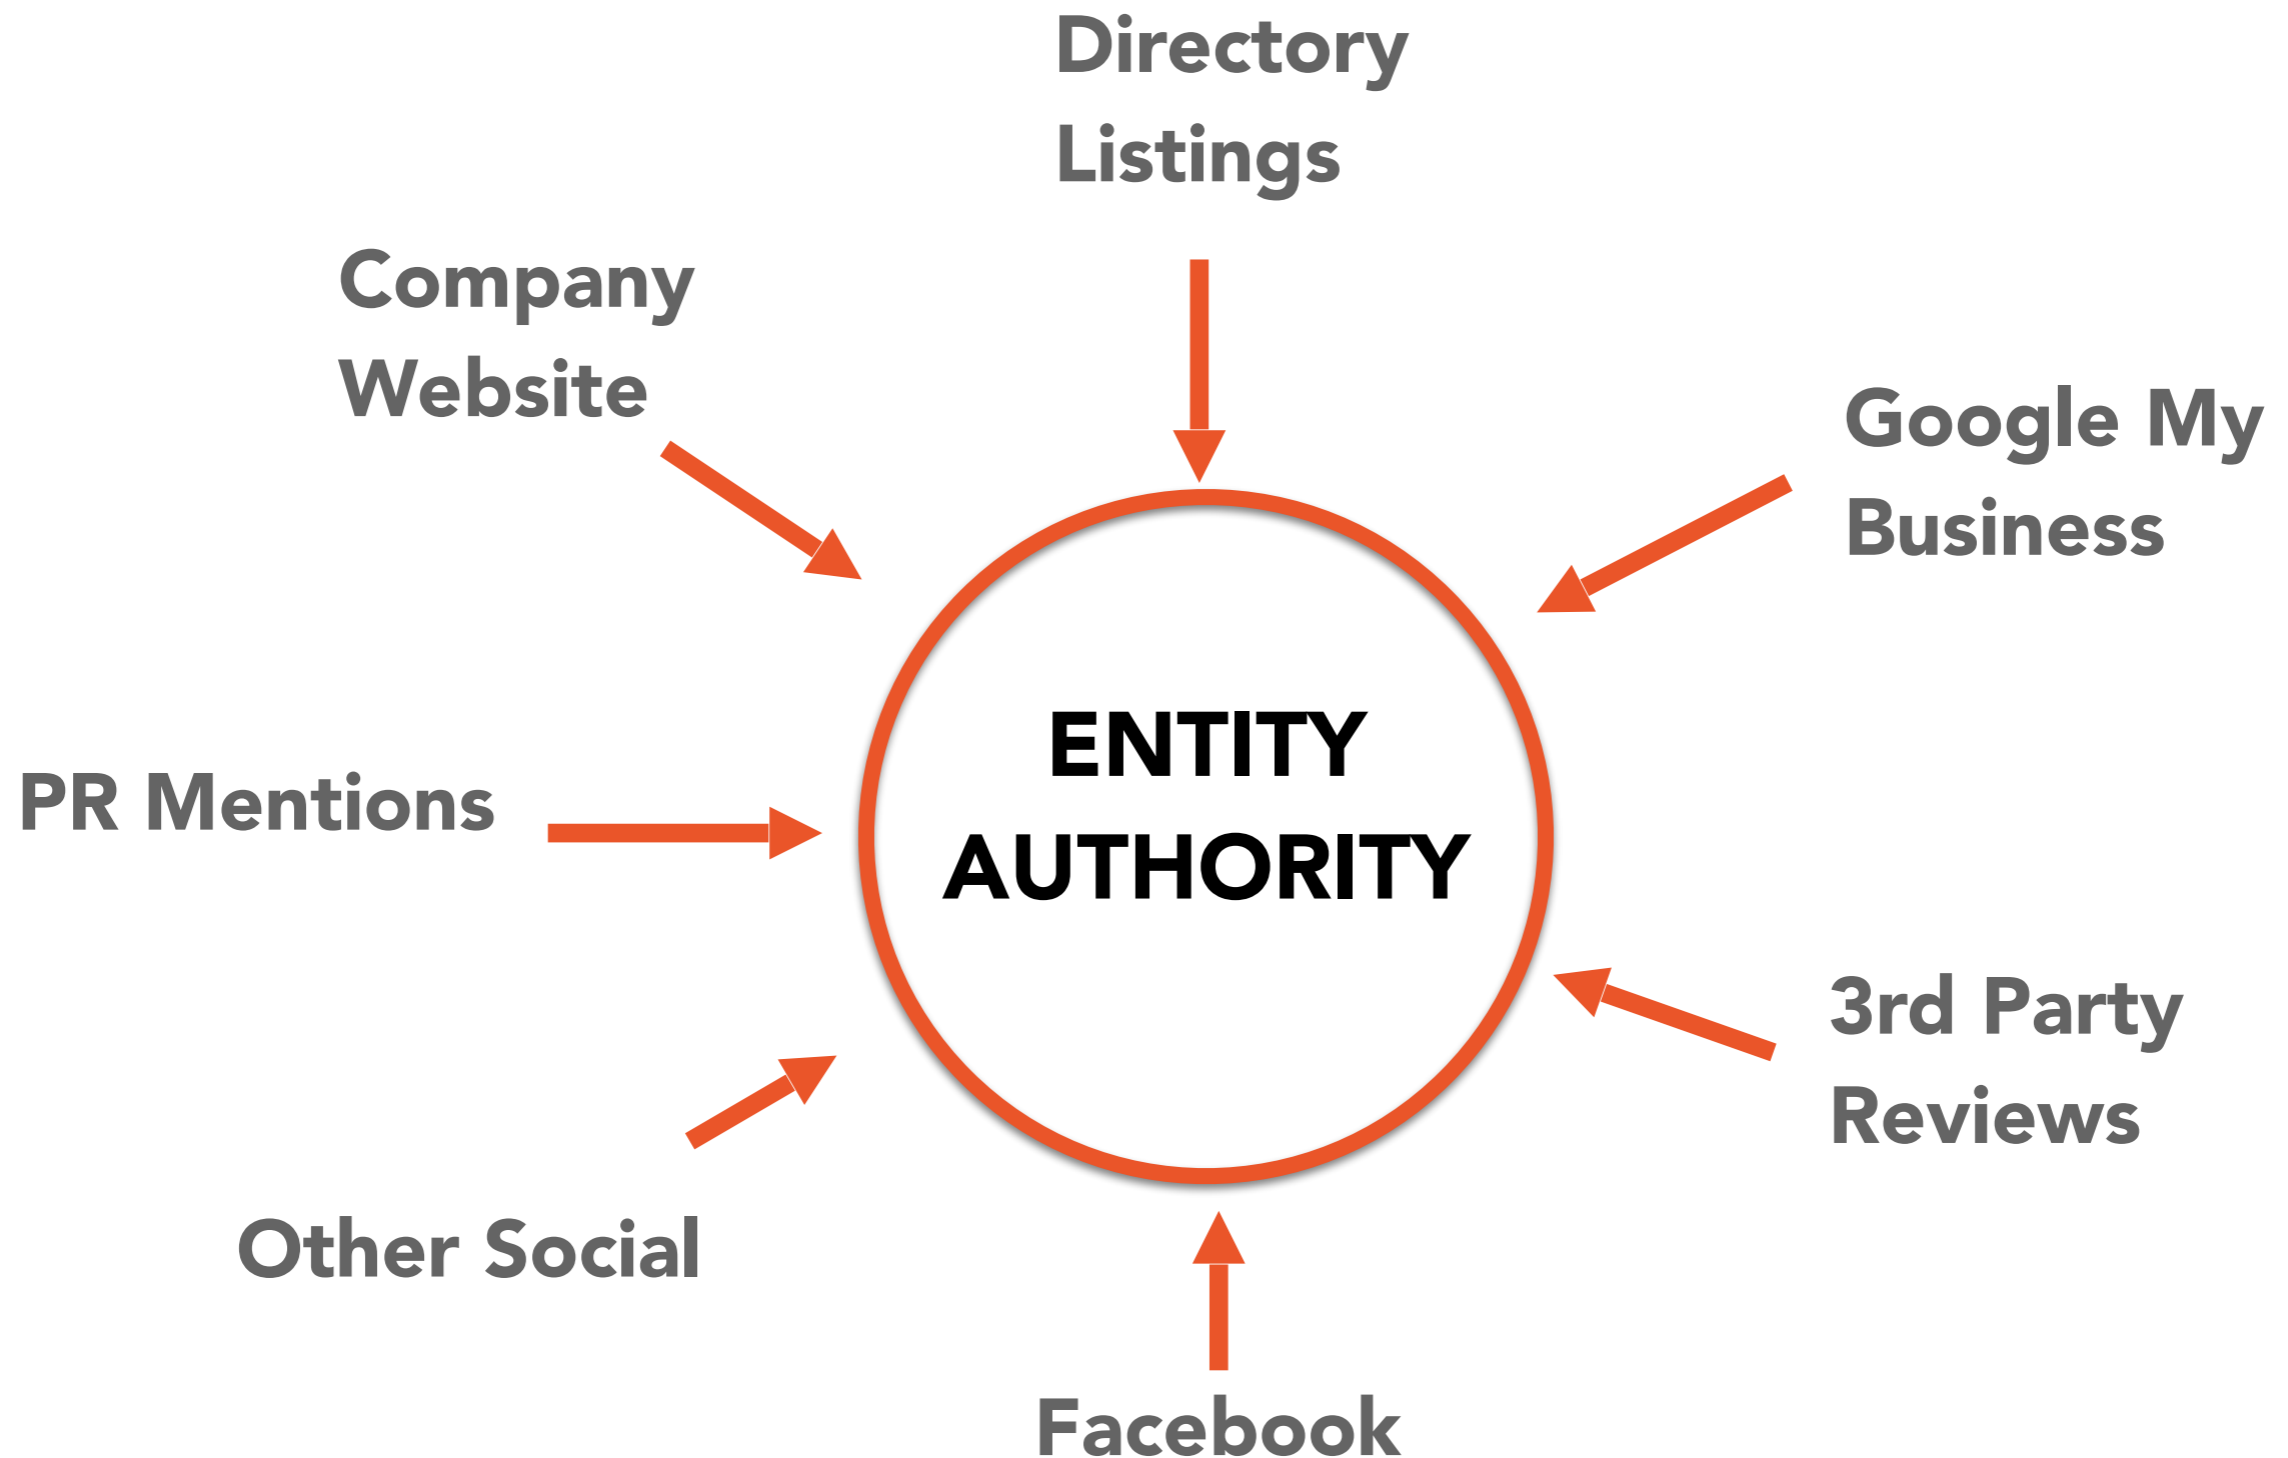 Directory
Listings
Company
Website
Google My
Business
ENTITY
AUTHORITY
PR Mentions
3rd Party
Reviews
Other Social
Facebook